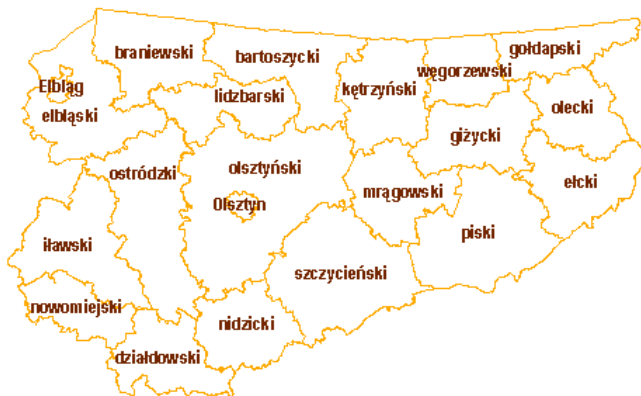 braniewski
bartoszycki
gołdapski
węgorzewski
Elbląg
kętrzyński
lidzbarski
olecki
elbląski
giżycki
ostródzki
olsztyński
ełcki
mrągowski
Olsztyn
piski
iławski
szczycieński
nowomiejski
nidzicki
działdowski